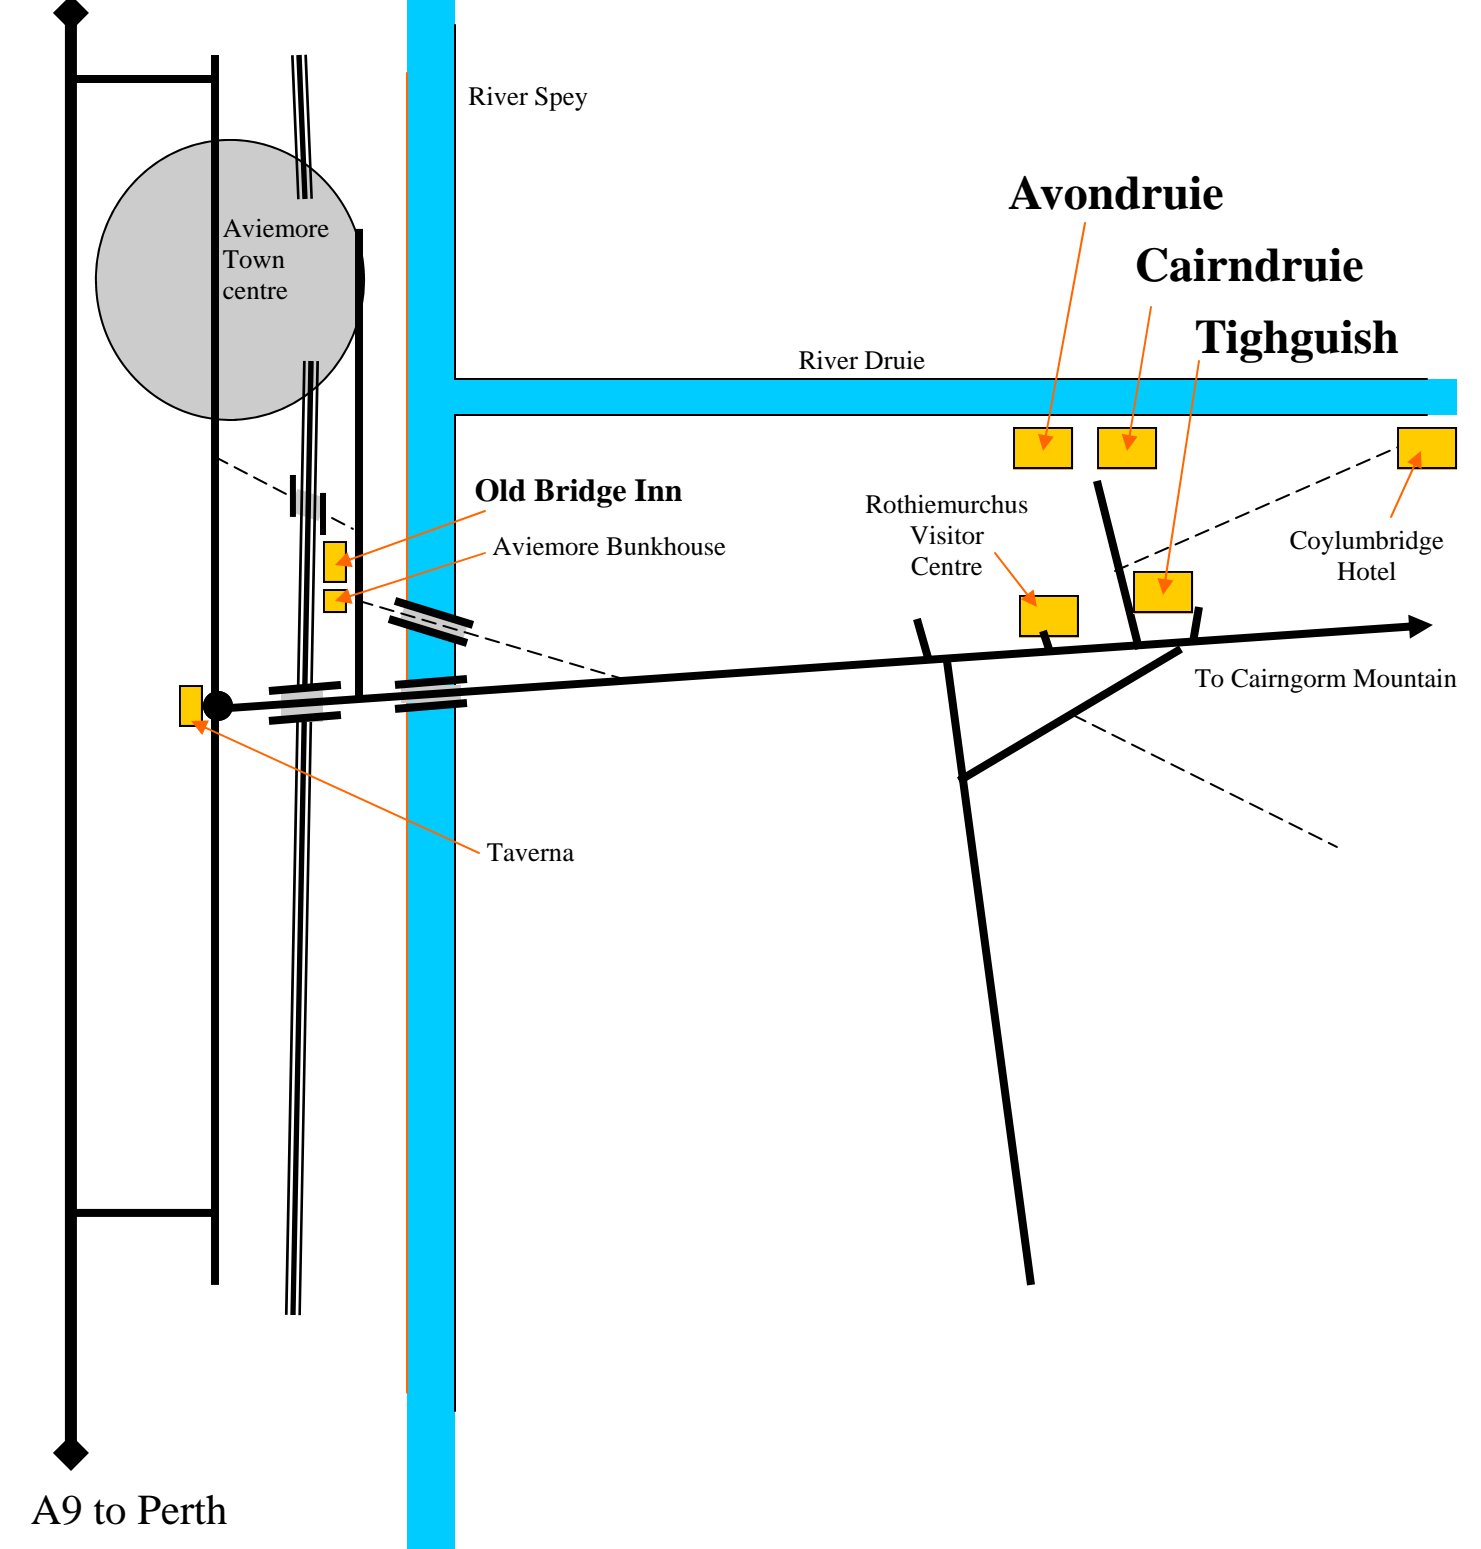 River Spey
Avondruie
Aviemore
Town
centre
Cairndruie
Tighguish
River Druie
Old Bridge Inn
Rothiemurchus
Visitor
Centre
Aviemore Bunkhouse
Coylumbridge
Hotel
To Cairngorm Mountain
Taverna
A9 to Perth